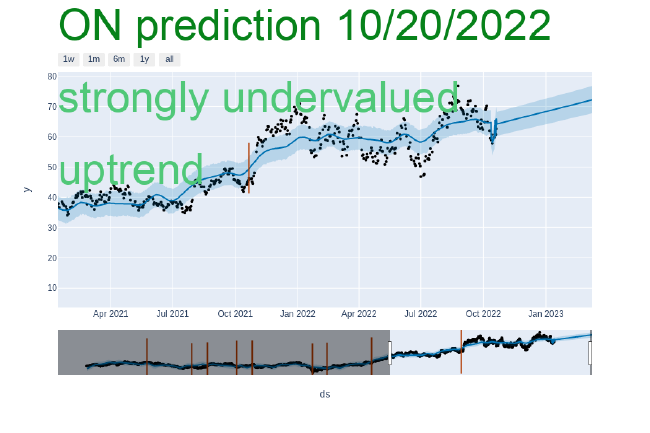 ON prediction 10/20/2022
1w 1m 6m 1y all
80
strongly undervalued
70
60
50
uptrend
y
40
30
20
10
Apr 2021 Jul 2021 Oct 2021 Jan 2022 Apr 2022 Jul 2022 Oct 2022 Jan 2023
ds